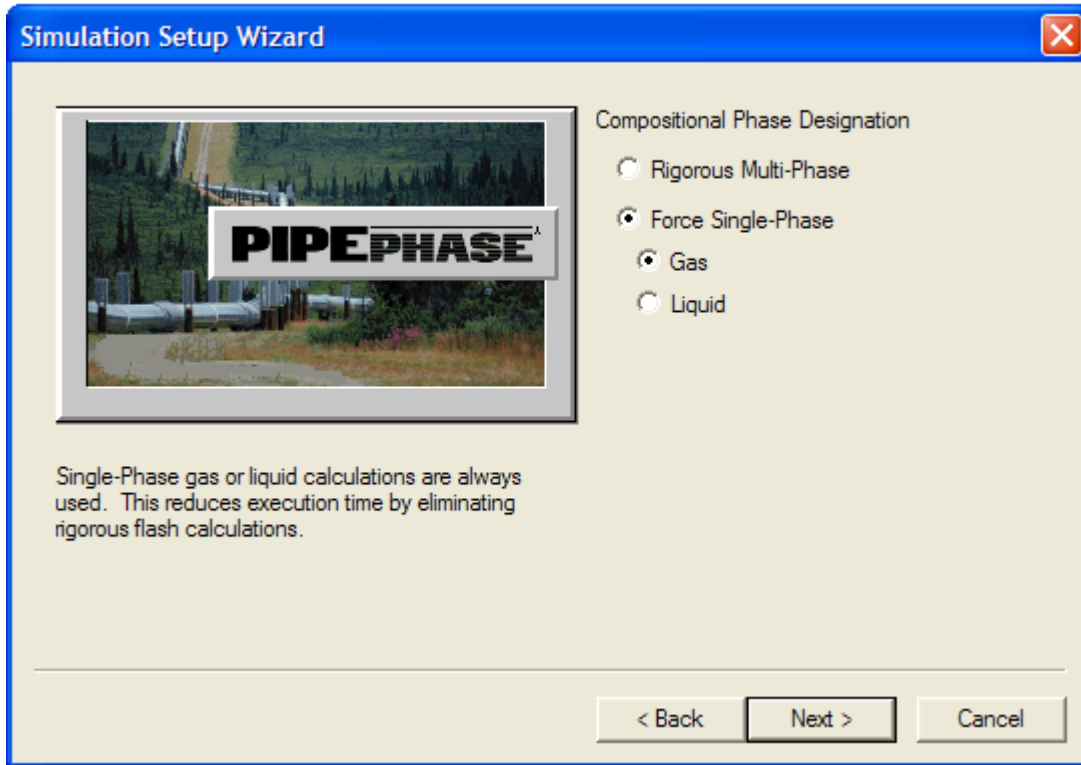 Simulation Setup Wizard
PIPEPHASE
Compositional Phase Designation
Rigorous Multi-Phase
Force Single-Phase
Gas
Liquid
Single-Phase gas or liquid calculations are always
used. This reduces execution time by eliminating
rigorous flash calculations.
< Back
Next >
Cancel